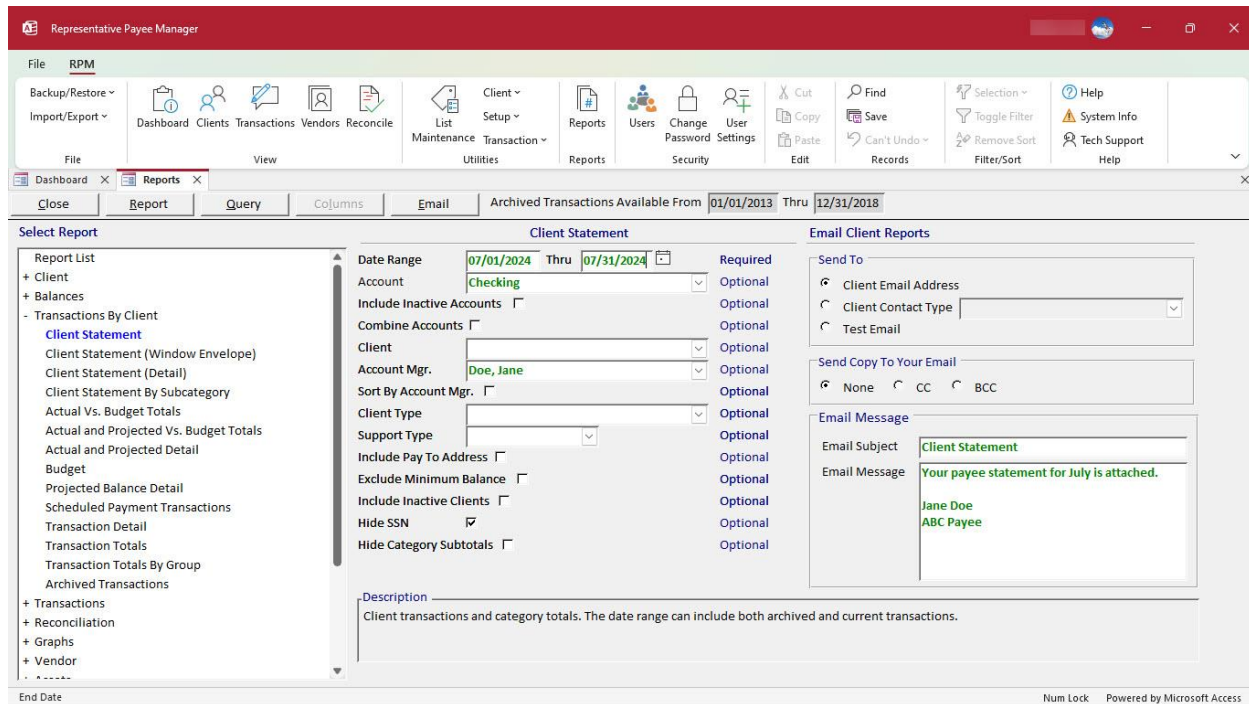 Representative Payee Manager
File RPM
Backup/Restore
Import/Export
Dashboard Clients Transactions Vendors Reconcile
List
Maintenance
Client
Setup
Transaction
Reports
Users
Change
Password
User
Settings
Cut
Copy
Paste
Find
Save
Can't Undo
Selection
Toggle Filter
Remove Sort
Help
System Info
Tech Support
File View Utilities Reports Security Edit Records Filter/Sort Help
Dashboard X Reports X
Close Report Query Columns Email Archived Transactions Available From 01/01/2013 Thru 12/31/2018
Select Report
Report List
+ Client
+ Balances
- Transactions By Client
Client Statement
Client Statement (Window Envelope)
Client Statement (Detail)
Client Statement By Subcategory
Actual Vs. Budget Totals
Actual and Projected Vs. Budget Totals
Actual and Projected Detail
Budget
Projected Balance Detail
Scheduled Payment Transactions
Transaction Detail
Transaction Totals
Transaction Totals By Group
Archived Transactions
+ Transactions
+ Reconciliation
+ Graphs
+ Vendor
Client Statement
Date Range 07/01/2024 Thru 07/31/2024 Required
Account Checking Optional
Include Inactive Accounts Optional
Combine Accounts Optional
Client Optional
Account Mgr. Doe, Jane Optional
Sort By Account Mgr. Optional
Client Type Optional
Support Type Optional
Include Pay To Address Optional
Exclude Minimum Balance Optional
Include Inactive Clients Optional
Hide SSN Optional
Hide Category Subtotals Optional
Email Client Reports
Send To
Client Email Address
Client Contact Type
Test Email
Send Copy To Your Email
None CC BCC
Email Message
Email Subject Client Statement
Email Message Your payee statement for July is attached.
Jane Doe
ABC Payee
Description
Client transactions and category totals. The date range can include both archived and current transactions.
End Date Num Lock Powered by Microsoft Access